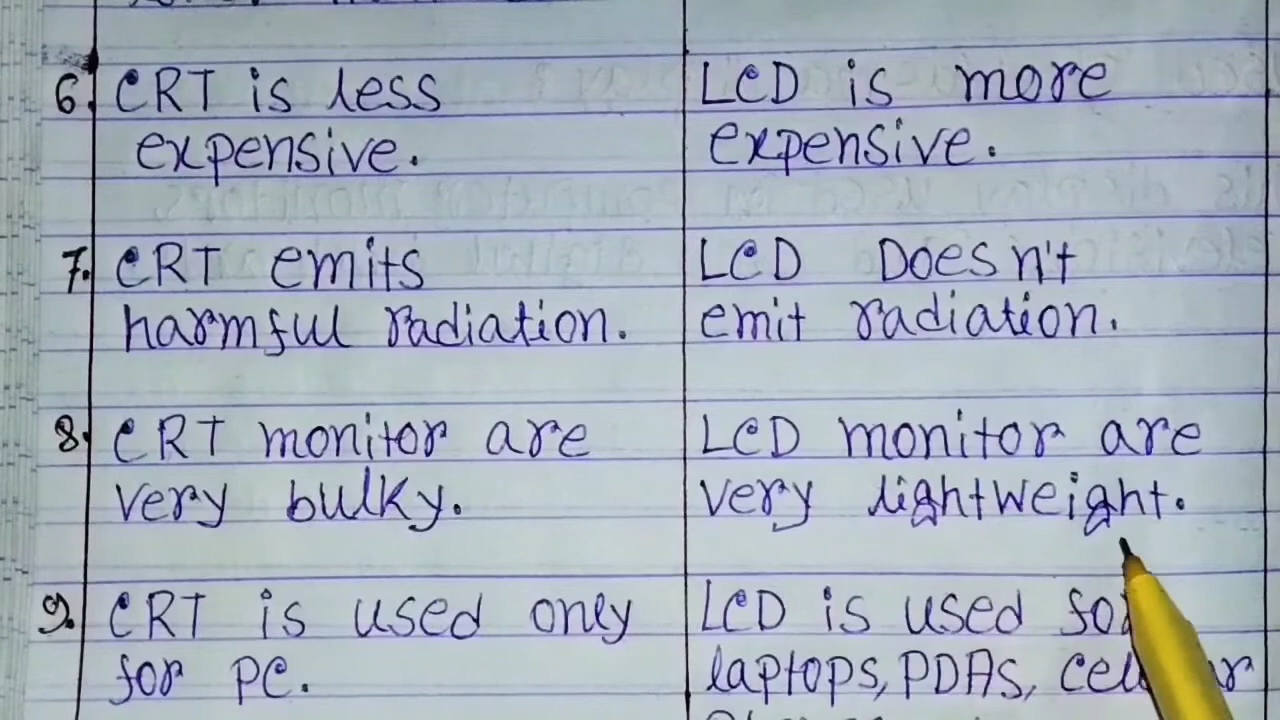 6. CRT is less
expensive.
LCD is more
expensive.
7. CRT emits
harmful radiation.
LCD Doesn't
emit radiation.
8. CRT monitor are
very bulky.
LCD monitor are
very lightweight.
9. CRT is used only
for PC.
LCD is used for
laptops, PDAs,